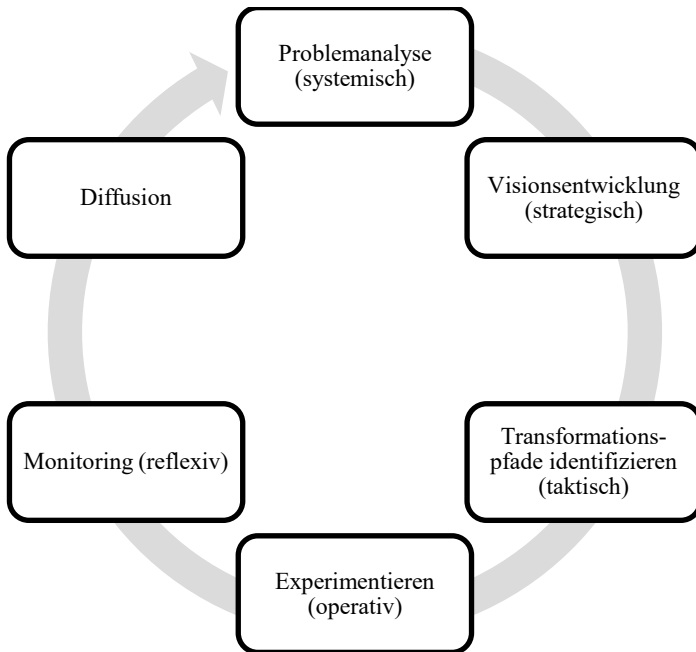 Problemanalyse
(systemisch)
Visionsentwicklung
(strategisch)
Transformations-
pfade identifizieren
(taktisch)
Experimentieren
(operativ)
Monitoring (reflexiv)
Diffusion